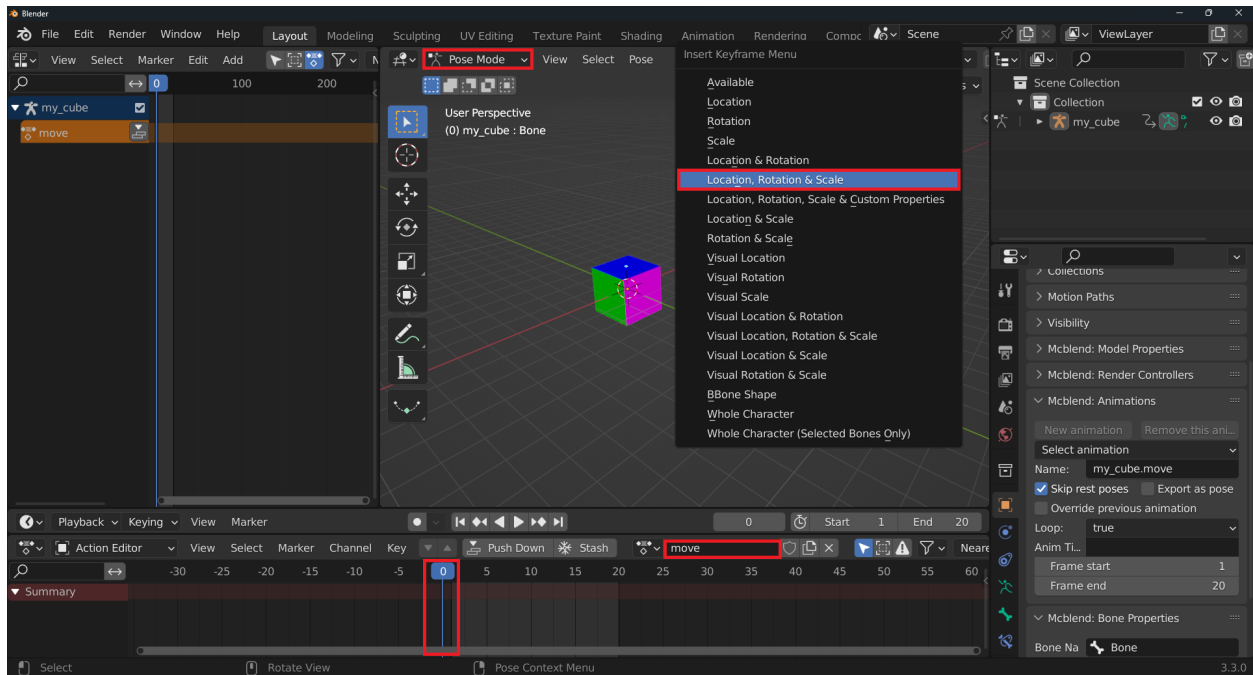 Blender
File Edit Render Window Help Layout Modeling Sculpting UV Editing Texture Paint Shading Animation Rendering Compoc Scene ViewLayer
View Select Marker Edit Add N Pose Mode View Select Pose
0 100 200
my_cube
move
User Perspective
(0) my_cube : Bone
Insert Keyframe Menu
Available
Location
Rotation
Scale
Location & Rotation
Location, Rotation & Scale
Location, Rotation, Scale & Custom Properties
Location & Scale
Rotation & Scale
Visual Location
Visual Rotation
Visual Scale
Visual Location & Rotation
Visual Location, Rotation & Scale
Visual Location & Scale
Visual Rotation & Scale
BBone Shape
Whole Character
Whole Character (Selected Bones Only)
Scene Collection
Collection
my_cube
Collections
Motion Paths
Visibility
Mcblend: Model Properties
Mcblend: Render Controllers
Mcblend: Animations
New animation Remove this ani...
Select animation
Name: my_cube.move
Skip rest poses Export as pose
Override previous animation
Loop: true
Anim Ti...
Frame start 1
Frame end 20
Mcblend: Bone Properties
Bone Na Bone
Playback Keying View Marker 0 Start 1 End 20
Action Editor View Select Marker Channel Key Push Down Stash move Neare
-30 -25 -20 -15 -10 -5 0 5 10 15 20 25 30 35 40 45 50 55 60
Summary
Select Rotate View Pose Context Menu 3.3.0